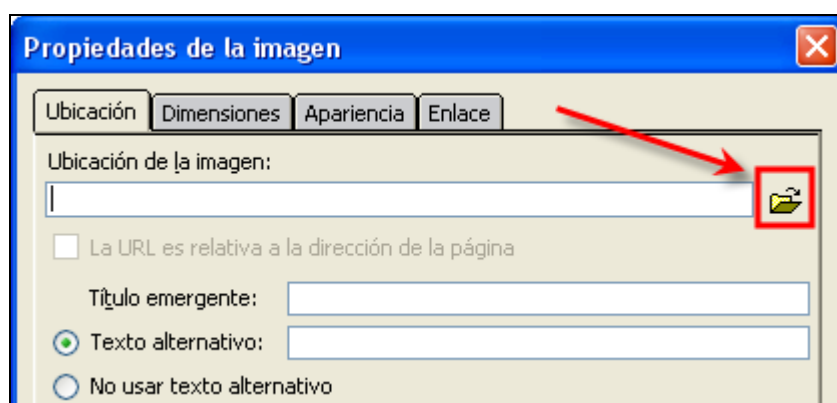 Propiedades de la imagen
Ubicación Dimensiones Apariencia Enlace
Ubicación de la imagen:
La URL es relativa a la dirección de la página
Título emergente:
Texto alternativo:
No usar texto alternativo